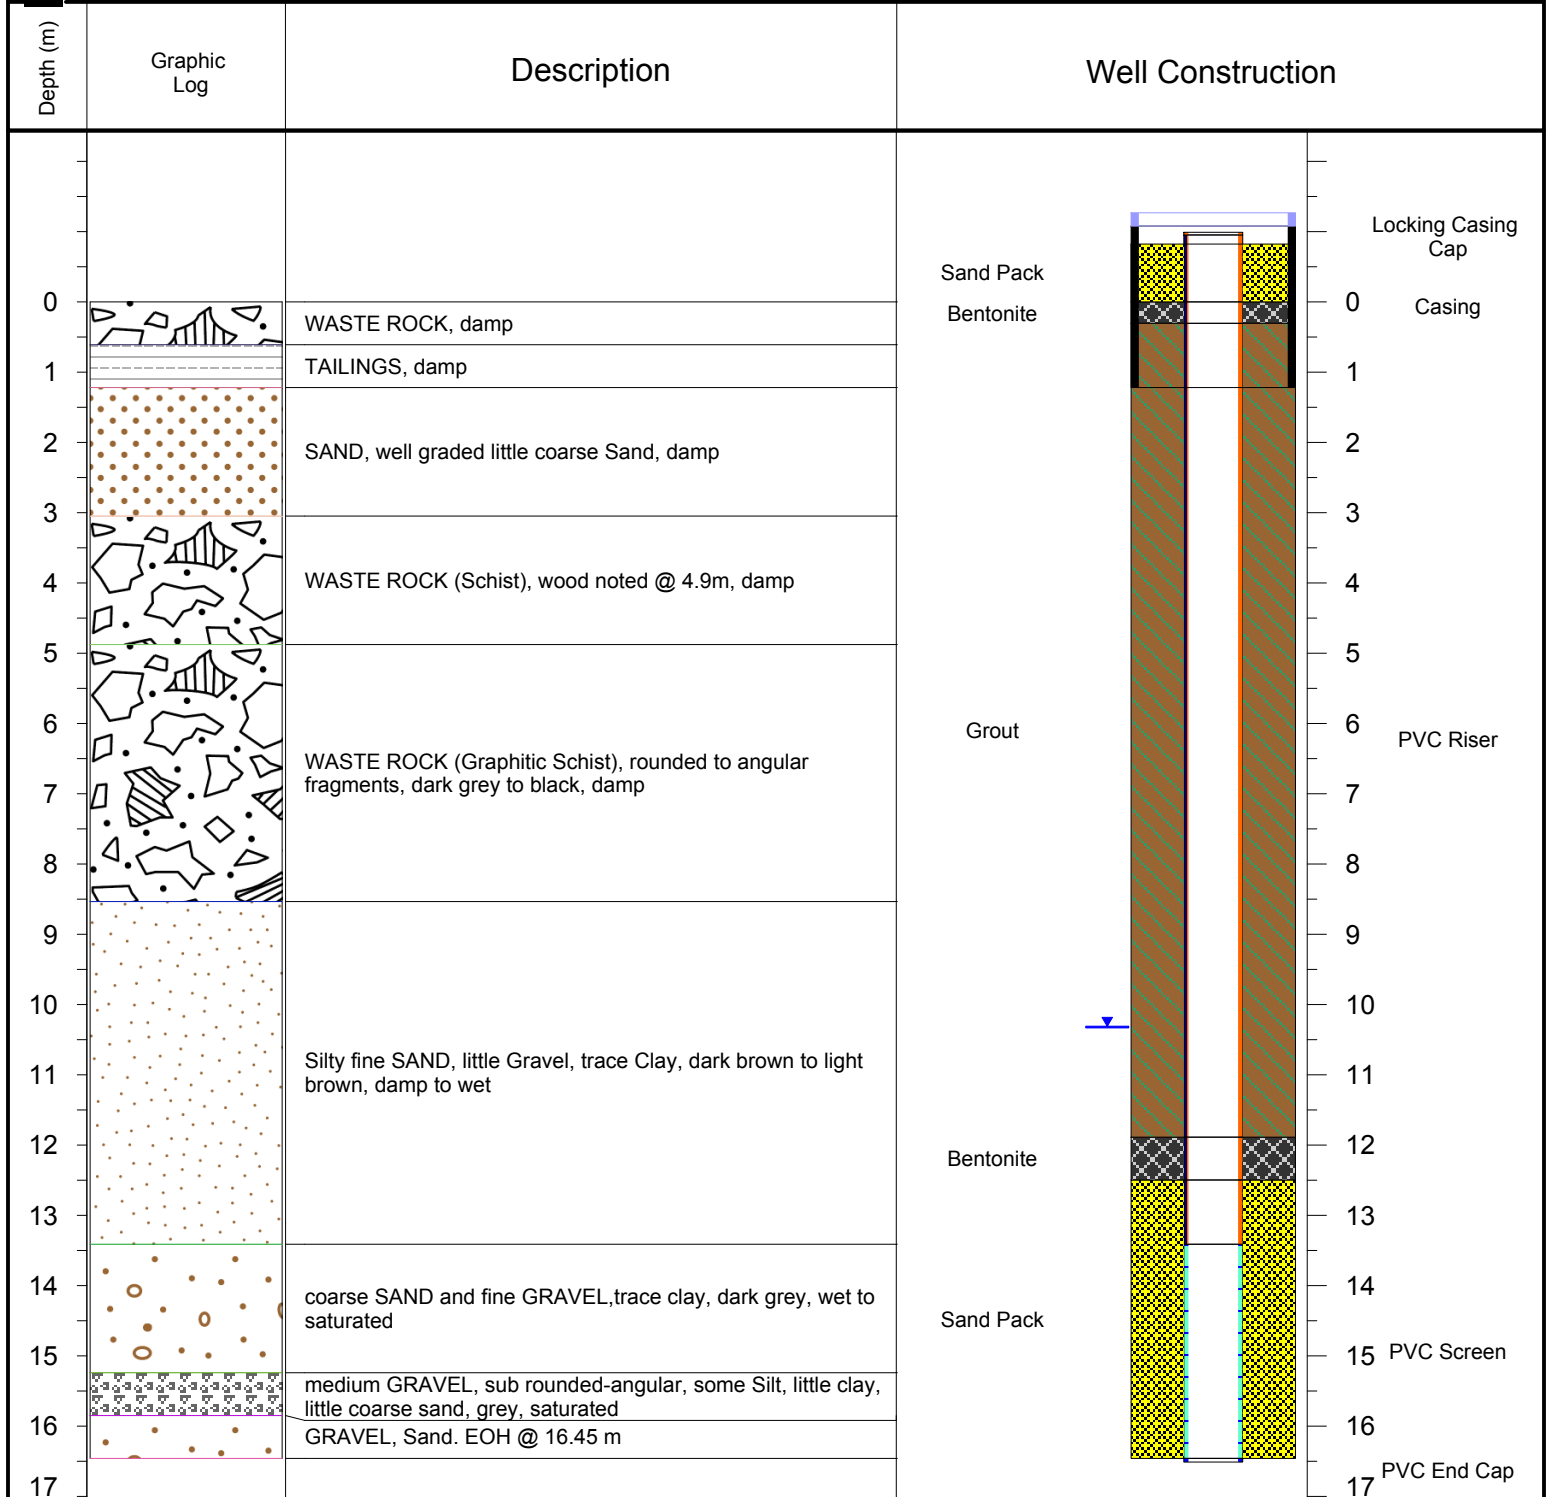 Depth (m)
Graphic
Log
Description
Well Construction
0
1
2
3
4
5
6
7
8
9
10
11
12
13
14
15
16
17
WASTE ROCK, damp
TAILINGS, damp
SAND, well graded little coarse Sand, damp
WASTE ROCK (Schist), wood noted @ 4.9m, damp
WASTE ROCK (Graphitic Schist), rounded to angular
fragments, dark grey to black, damp
Silty fine SAND, little Gravel, trace Clay, dark brown to light
brown, damp to wet
coarse SAND and fine GRAVEL,trace clay, dark grey, wet to
saturated
medium GRAVEL, sub rounded-angular, some Silt, little clay,
little coarse sand, grey, saturated
GRAVEL, Sand. EOH @ 16.45 m
Sand Pack
Bentonite
Grout
Bentonite
Sand Pack
0
1
2
3
4
5
6
7
8
9
10
11
12
13
14
15
16
17
Locking Casing
Cap
Casing
PVC Riser
PVC Screen
PVC End Cap